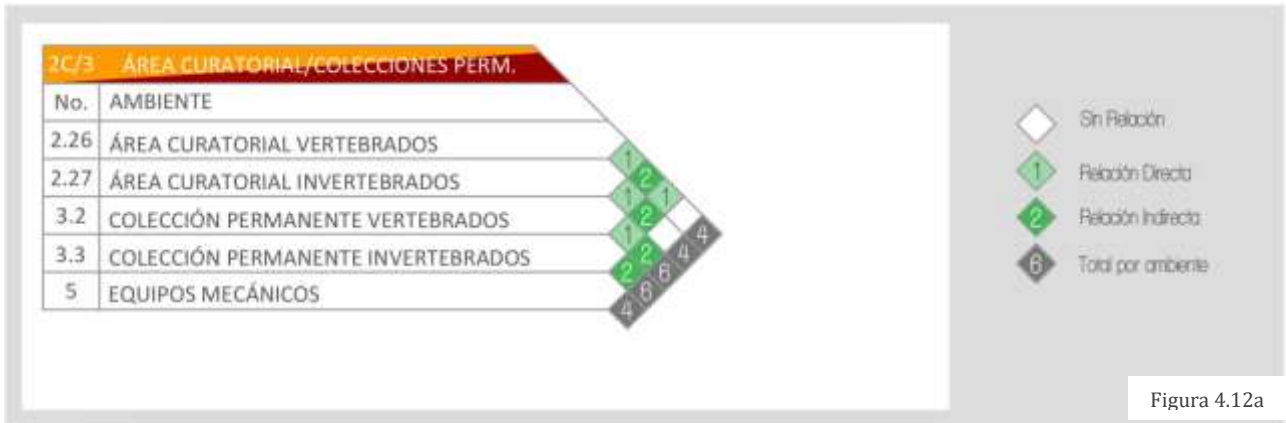 2C/3 ÁREA CURATORIAL/COLECCIONES PERM.
No. AMBIENTE
2.26 ÁREA CURATORIAL VERTEBRADOS
2.27 ÁREA CURATORIAL INVERTEBRADOS
3.2 COLECCIÓN PERMANENTE VERTEBRADOS
3.3 COLECCIÓN PERMANENTE INVERTEBRADOS
5 EQUIPOS MECÁNICOS
1
2
1 1
2
1 4
2 4
2 6
6
4
Sin Relación
1 Relación Directa
2 Relación Indirecta
6 Total por ambiente
Figura 4.12a